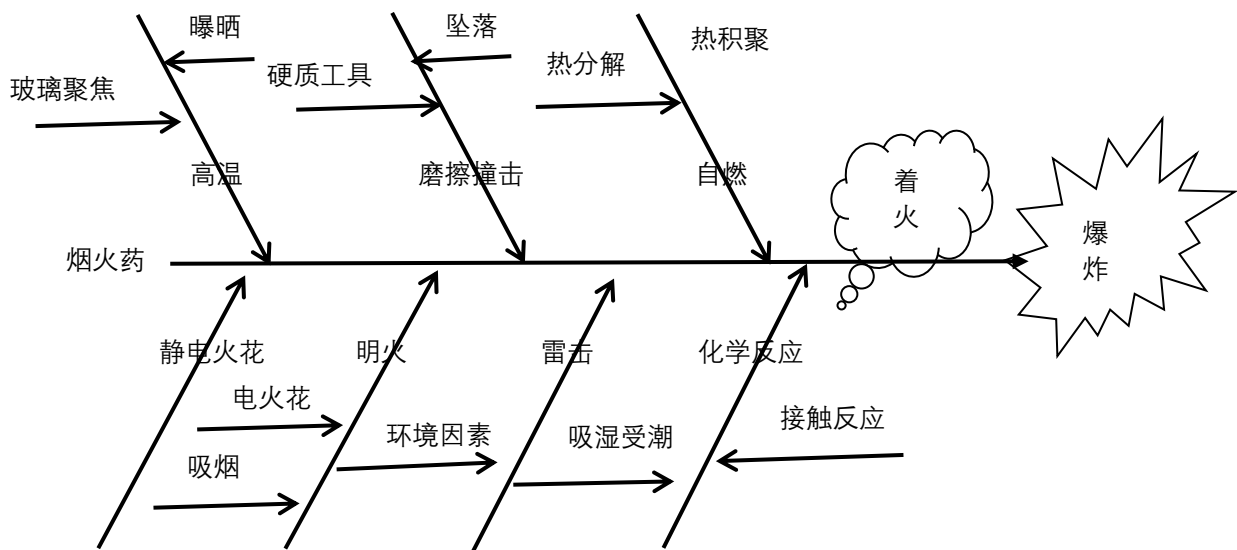 曝晒
坠落
热积聚
热分解
硬质工具
玻璃聚焦
高温
磨擦撞击
自燃
着
火
爆
炸
烟火药
静电火花
明火
雷击
化学反应
电火花
环境因素
吸湿受潮
接触反应
吸烟